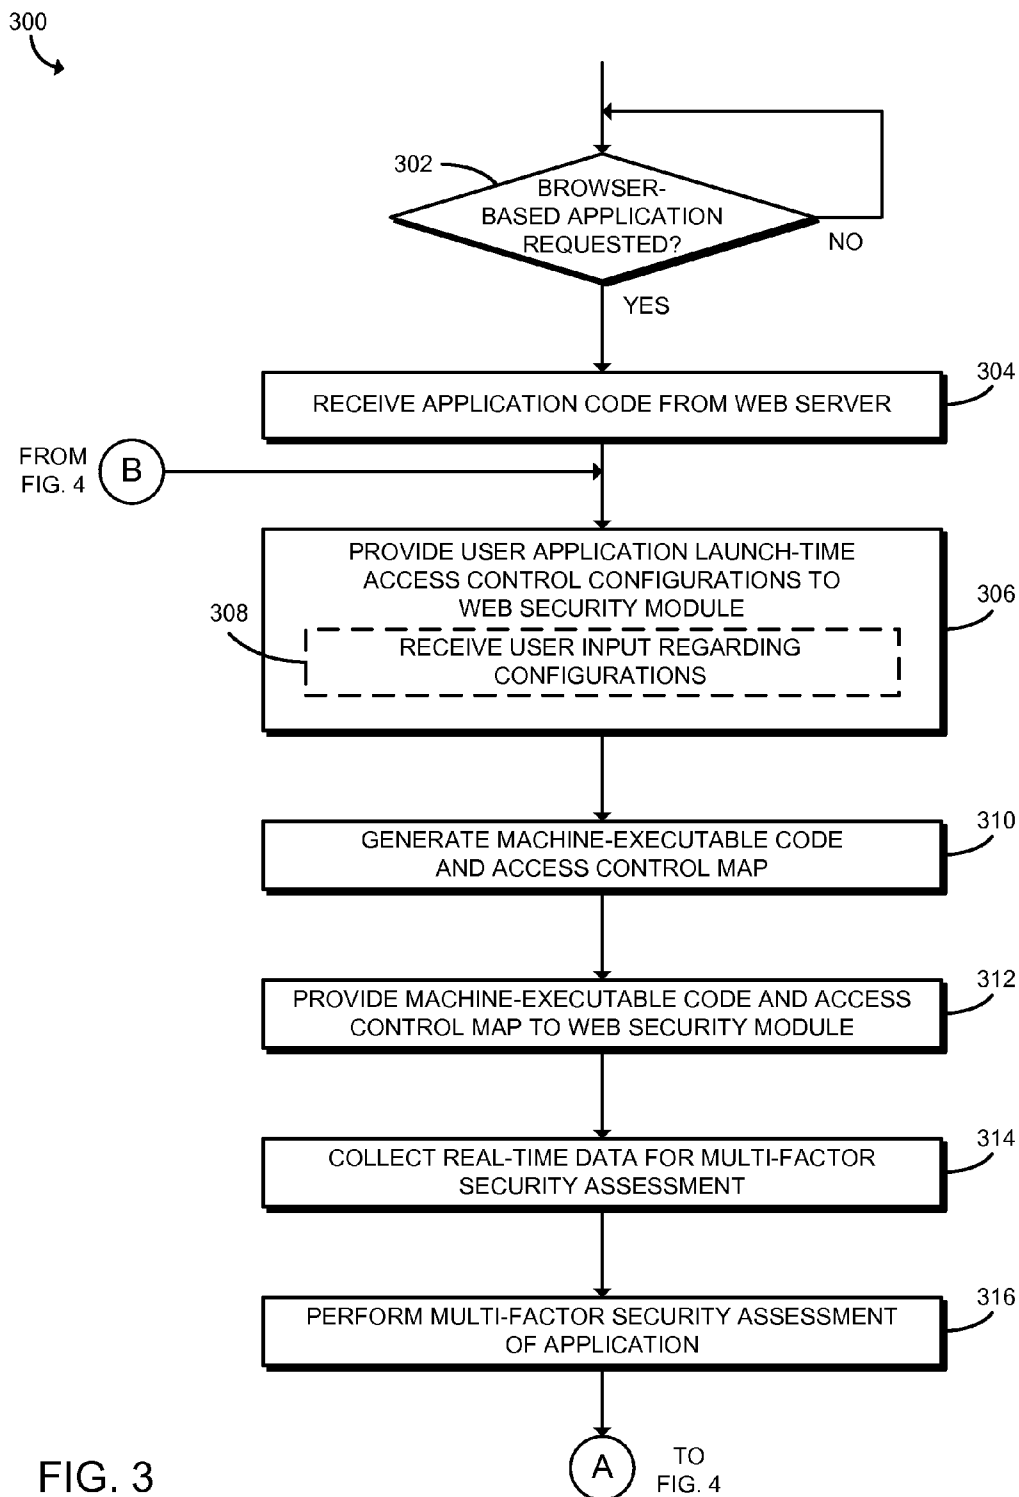 300
302
BROWSER-
BASED APPLICATION
REQUESTED?
NO
YES
304
RECEIVE APPLICATION CODE FROM WEB SERVER
FROM
FIG. 4
B
PROVIDE USER APPLICATION LAUNCH-TIME
ACCESS CONTROL CONFIGURATIONS TO
WEB SECURITY MODULE
306
308
RECEIVE USER INPUT REGARDING
CONFIGURATIONS
310
GENERATE MACHINE-EXECUTABLE CODE
AND ACCESS CONTROL MAP
312
PROVIDE MACHINE-EXECUTABLE CODE AND ACCESS
CONTROL MAP TO WEB SECURITY MODULE
314
COLLECT REAL-TIME DATA FOR MULTI-FACTOR
SECURITY ASSESSMENT
316
PERFORM MULTI-FACTOR SECURITY ASSESSMENT
OF APPLICATION
A
TO
FIG. 4
FIG. 3